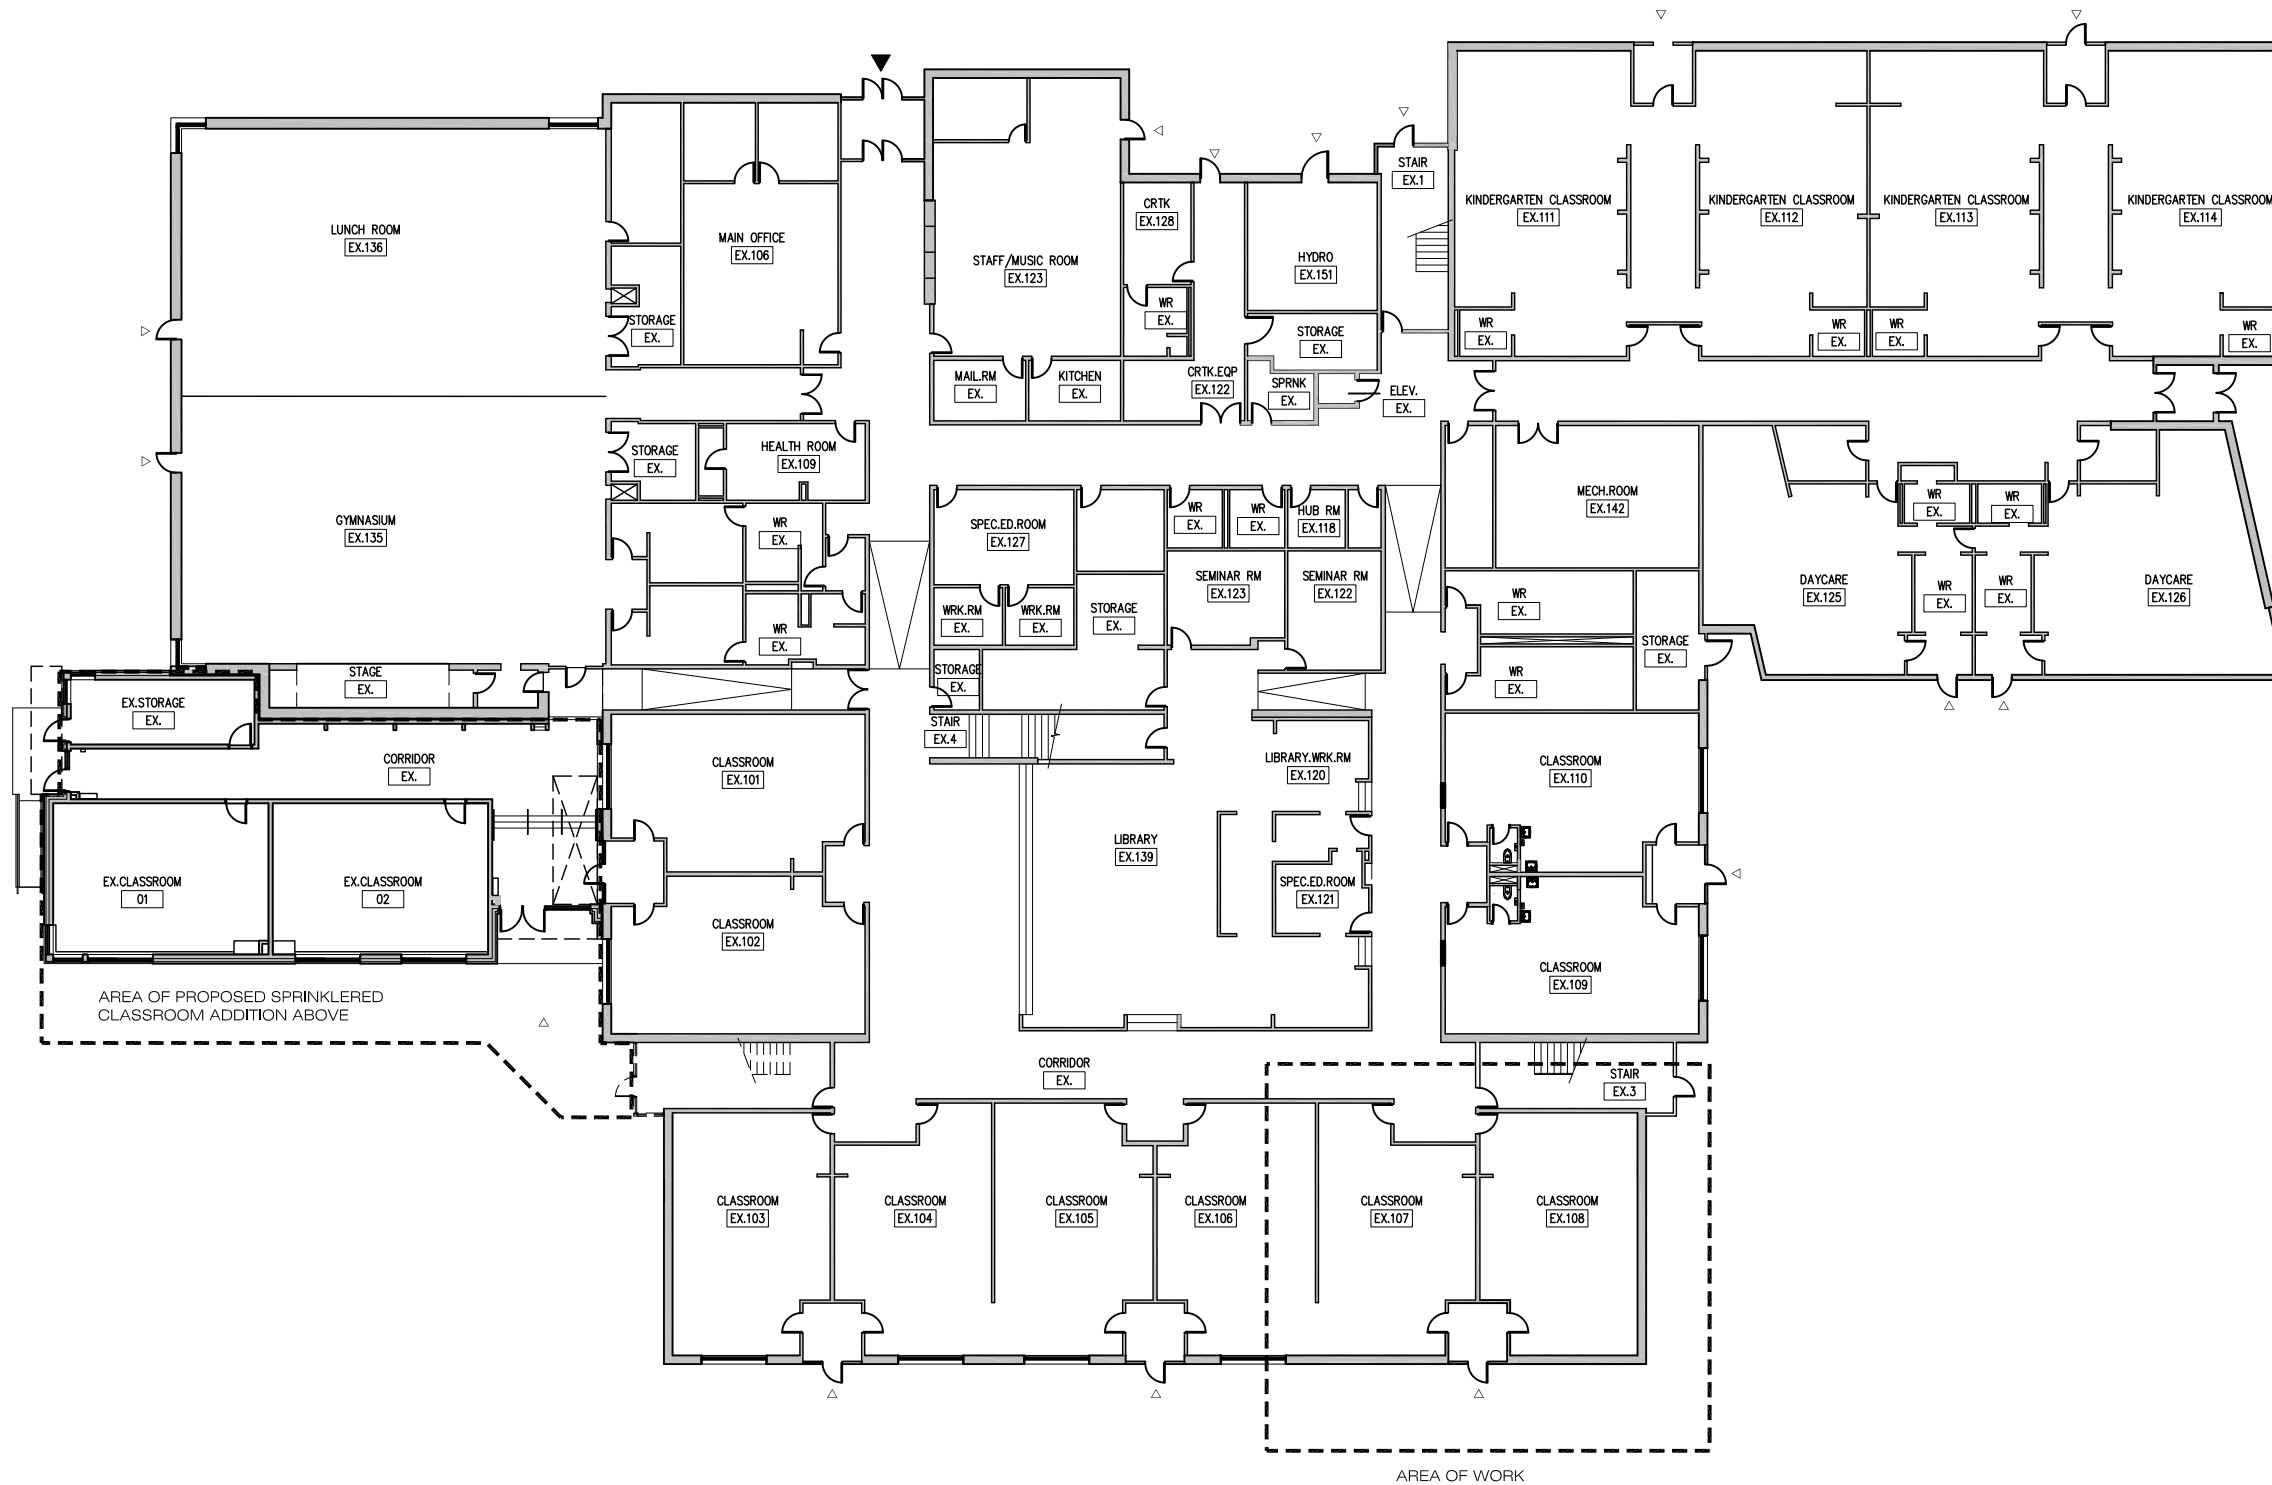 STAIR
EX.1
KINDERGARTEN CLASSROOM
EX.111
KINDERGARTEN CLASSROOM
EX.112
KINDERGARTEN CLASSROOM
EX.113
KINDERGARTEN CLASSROOM
EX.114
LUNCH ROOM
EX.136
MAIN OFFICE
EX.106
STAFF/MUSIC ROOM
EX.123
CRTK
EX.128
HYDRO
EX.151
WR
EX.
STORAGE
EX.
STORAGE
EX.
WR
EX.
WR
EX.
WR
EX.
WR
EX.
MAIL.RM
EX.
KITCHEN
EX.
CRTK.EQP
EX.122
SPRNK
EX.
ELEV.
EX.
STORAGE
EX.
HEALTH ROOM
EX.109
GYMNASIUM
EX.135
WR
EX.
SPEC.ED.ROOM
EX.127
WR
EX.
WR
EX.
HUB RM
EX.118
MECH.ROOM
EX.142
WR
EX.
WR
EX.
SEMINAR RM
EX.123
SEMINAR RM
EX.122
DAYCARE
EX.125
WR
EX.
WR
EX.
DAYCARE
EX.126
WRK.RM
EX.
WRK.RM
EX.
STORAGE
EX.
WR
EX.
WR
EX.
STORAGE
EX.
STAGE
EX.
STORAGE
EX.
WR
EX.
EX.STORAGE
EX.
STAIR
EX.4
CORRIDOR
EX.
CLASSROOM
EX.101
LIBRARY.WRK.RM
EX.120
CLASSROOM
EX.110
LIBRARY
EX.139
EX.CLASSROOM
01
EX.CLASSROOM
02
SPEC.ED.ROOM
EX.121
CLASSROOM
EX.102
CLASSROOM
EX.109
AREA OF PROPOSED SPRINKLERED
CLASSROOM ADDITION ABOVE
CORRIDOR
EX.
STAIR
EX.3
CLASSROOM
EX.103
CLASSROOM
EX.104
CLASSROOM
EX.105
CLASSROOM
EX.106
CLASSROOM
EX.107
CLASSROOM
EX.108
AREA OF WORK